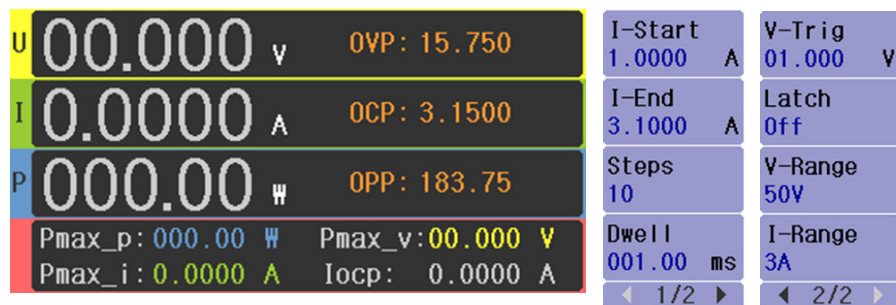 U 00.000 V OVP: 15.750
I 0.0000 A OCP: 3.1500
P 000.00 W OPP: 183.75
Pmax_p: 000.00 W Pmax_v: 00.000 V
Pmax_i: 0.0000 A Iocp: 0.0000 A
I-Start
1.0000 A
I-End
3.1000 A
Steps
10
Dwell
001.00 ms
1/2
V-Trig
01.000 V
Latch
Off
V-Range
50V
I-Range
3A
2/2